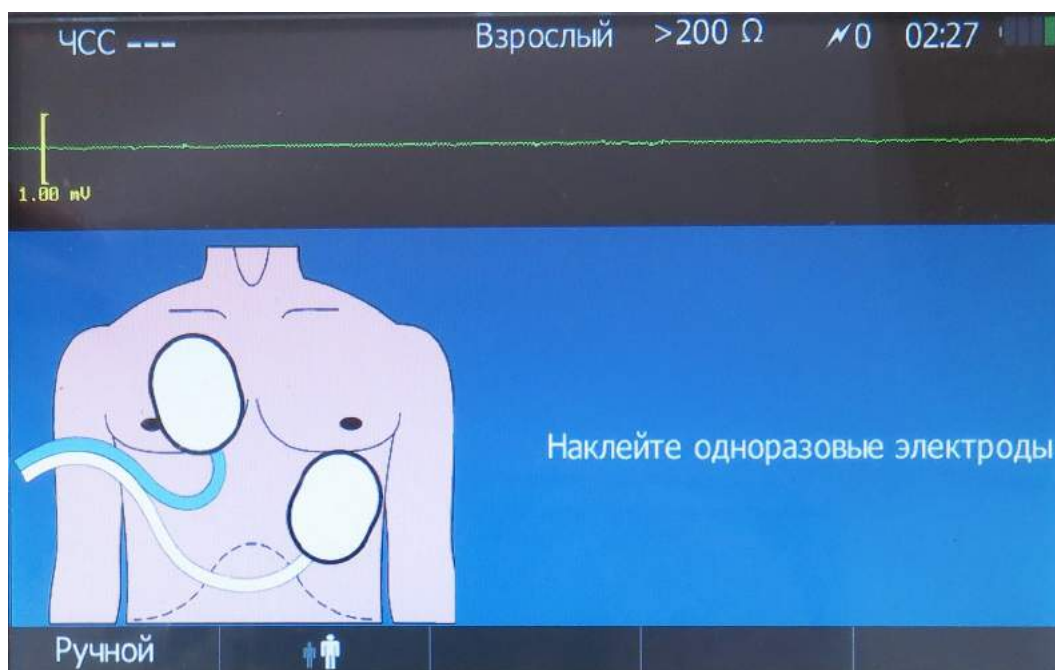 ЧСС ---
Взрослый >200 Ω 0 02:27
1.00 mV
Наклейте одноразовые электроды
Ручной